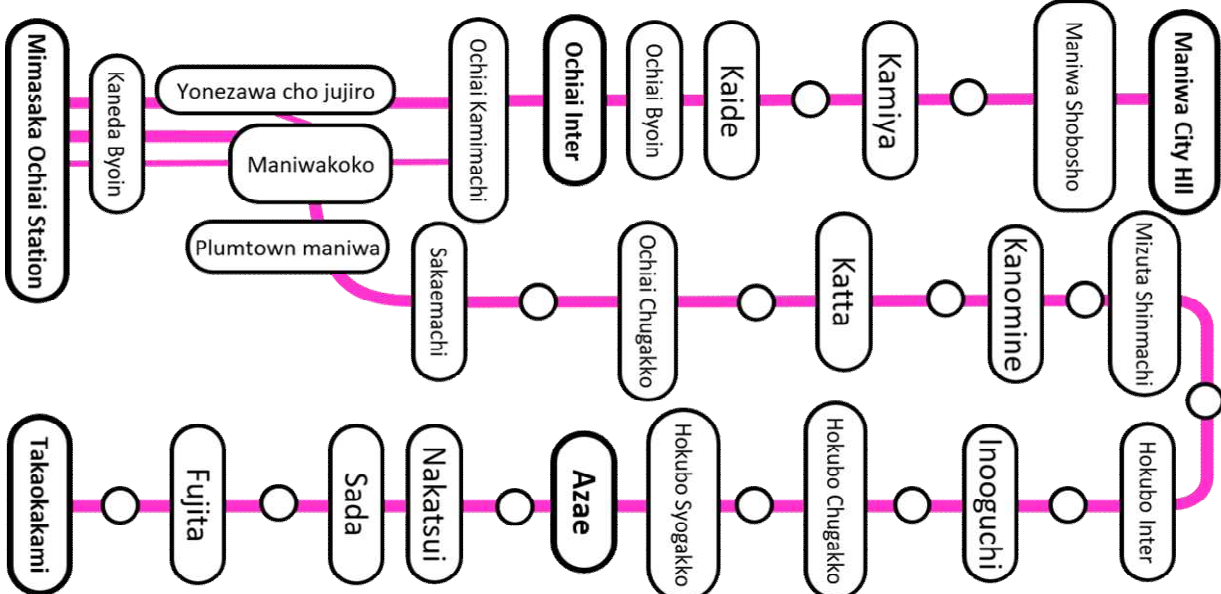 Mimasaka Ochiai Station
Kaneda Byoin
Yonezawa cho jujiro
Maniwakoko
Plumtown maniwa
Ochiai Kamimachi
Ochiai Inter
Ochiai Byoin
Kaide
Kamiya
Maniwa Shobosho
Maniwa City Hll
Sakaemachi
Ochiai Chugakko
Katta
Kanomine
Mizuta Shinmachi
Takaokakami
Fujita
Sada
Nakatsui
Azae
Hokubo Syogakko
Hokubo Chugakko
Inooguchi
Hokubo Inter